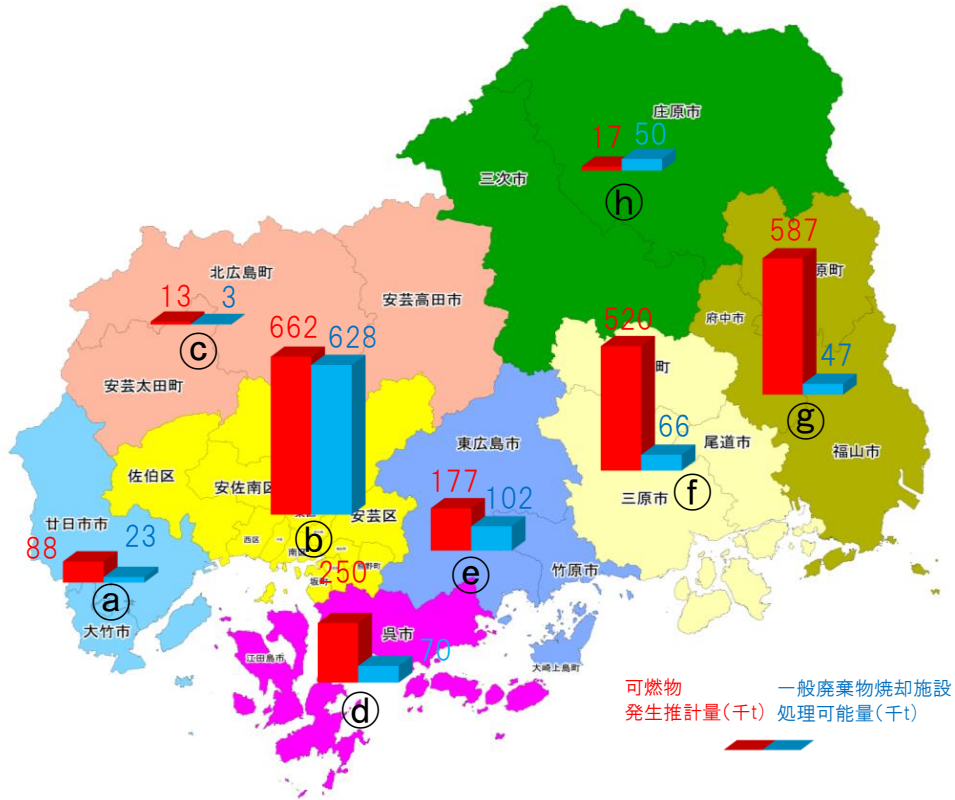 庄原市
17
50
三次市
ⓗ
587
原町
北広島町
安芸高田市
13
3
府中市
520
ⓒ
662
628
町
安芸太田町
66
47
ⓖ
東広島市
尾道市
福山市
佐伯区
安佐南区
177
102
三原市
ⓕ
安芸区
廿日市市
88
23
西区
南区
ⓑ
熊野町
竹原市
250
坂町
ⓔ
ⓐ
大竹市
呉市
70
江田島市
大崎上島町
ⓓ
可燃物
発生推計量(千t)
一般廃棄物焼却施設
処理可能量(千t)